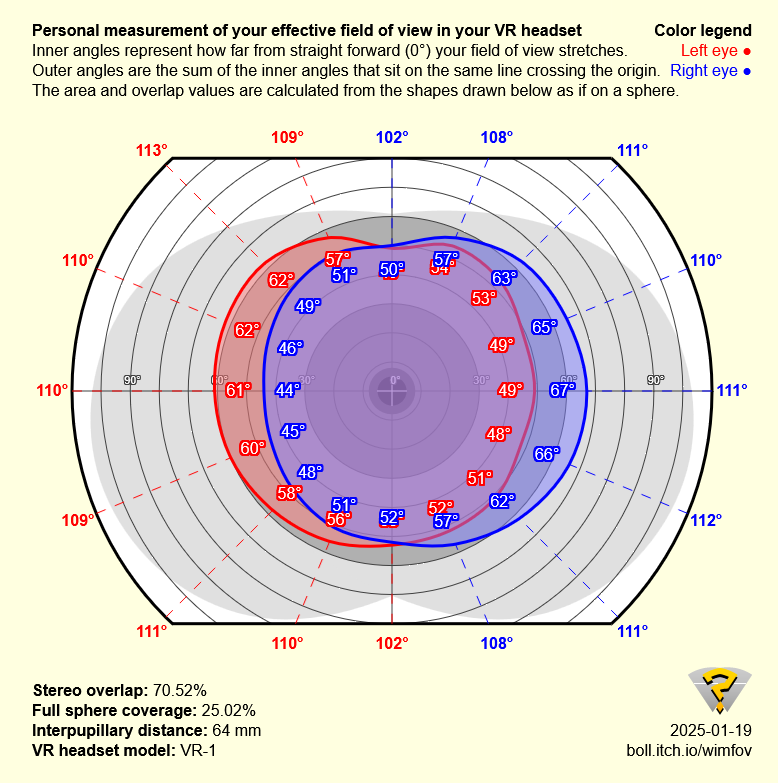 Personal measurement of your effective field of view in your VR headset
Color legend
Inner angles represent how far from straight forward (0°) your field of view stretches.
Left eye ●
Outer angles are the sum of the inner angles that sit on the same line crossing the origin.
Right eye ●
The area and overlap values are calculated from the shapes drawn below as if on a sphere.
113° 109° 102° 108° 111°
110° 110°
57° 51° 50° 57° 54°
62° 63°
49° 53°
62° 65°
46° 49°
90° 30° 0° 30° 60° 90°
110° 61° 44° 49° 67° 111°
45° 48°
60° 66°
48° 51°
58° 62°
51° 52° 52°
56° 57°
109° 112°
111° 110° 102° 108° 111°
Stereo overlap: 70.52%
Full sphere coverage: 25.02%
Interpupillary distance: 64 mm
2025-01-19
VR headset model: VR-1
boll.itch.io/wimfov